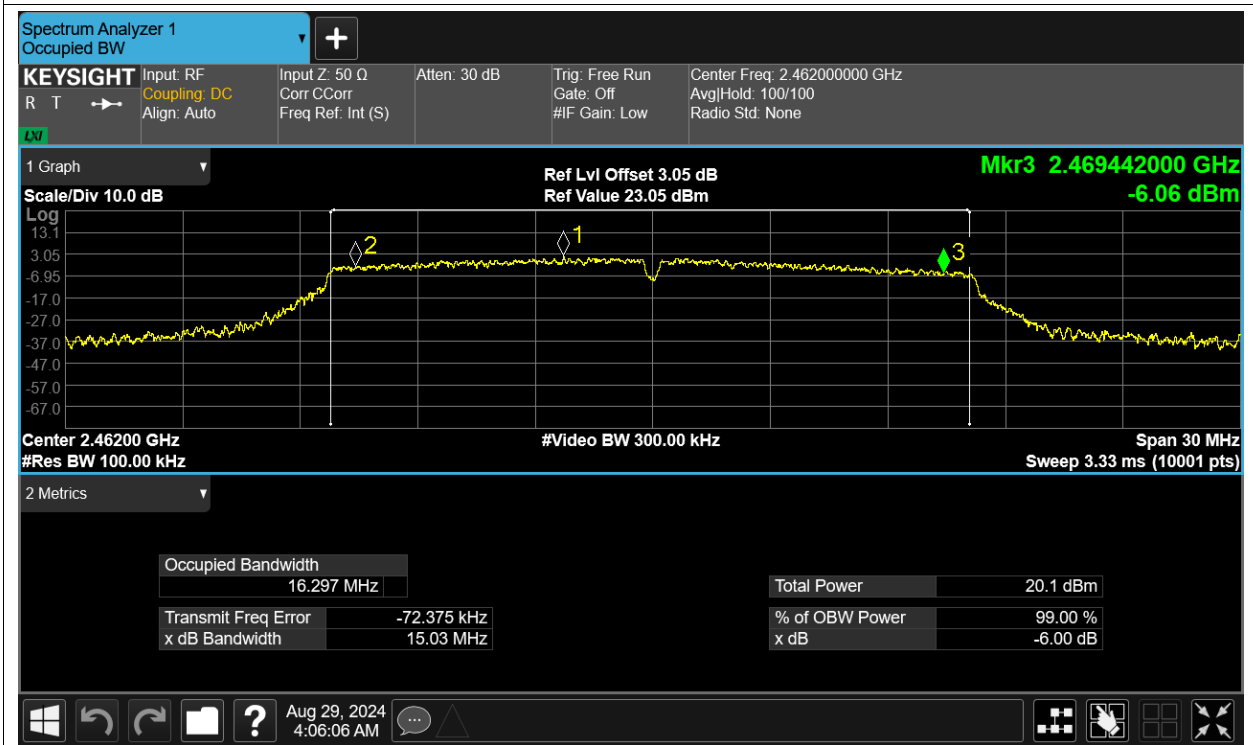 Spectrum Analyzer 1
Occupied BW
KEYSIGHT
R T
LXI
Input: RF
Coupling: DC
Align: Auto
Input Z: 50 Ω
Corr CCorr
Freq Ref: Int (S)
Atten: 30 dB
Trig: Free Run
Gate: Off
#IF Gain: Low
Center Freq: 2.462000000 GHz
Avg|Hold: 100/100
Radio Std: None
1 Graph
Scale/Div 10.0 dB
Ref Lvl Offset 3.05 dB
Ref Value 23.05 dBm
Mkr3 2.469442000 GHz
-6.06 dBm
Log
13.1
3.05
-6.95
-17.0
-27.0
-37.0
-47.0
-57.0
-67.0
2
1
3
Center 2.46200 GHz
#Video BW 300.00 kHz
Span 30 MHz
#Res BW 100.00 kHz
Sweep 3.33 ms (10001 pts)
2 Metrics
Occupied Bandwidth
16.297 MHz
Transmit Freq Error -72.375 kHz
x dB Bandwidth 15.03 MHz
Total Power 20.1 dBm
% of OBW Power 99.00 %
x dB -6.00 dB
?
Aug 29, 2024
4:06:06 AM